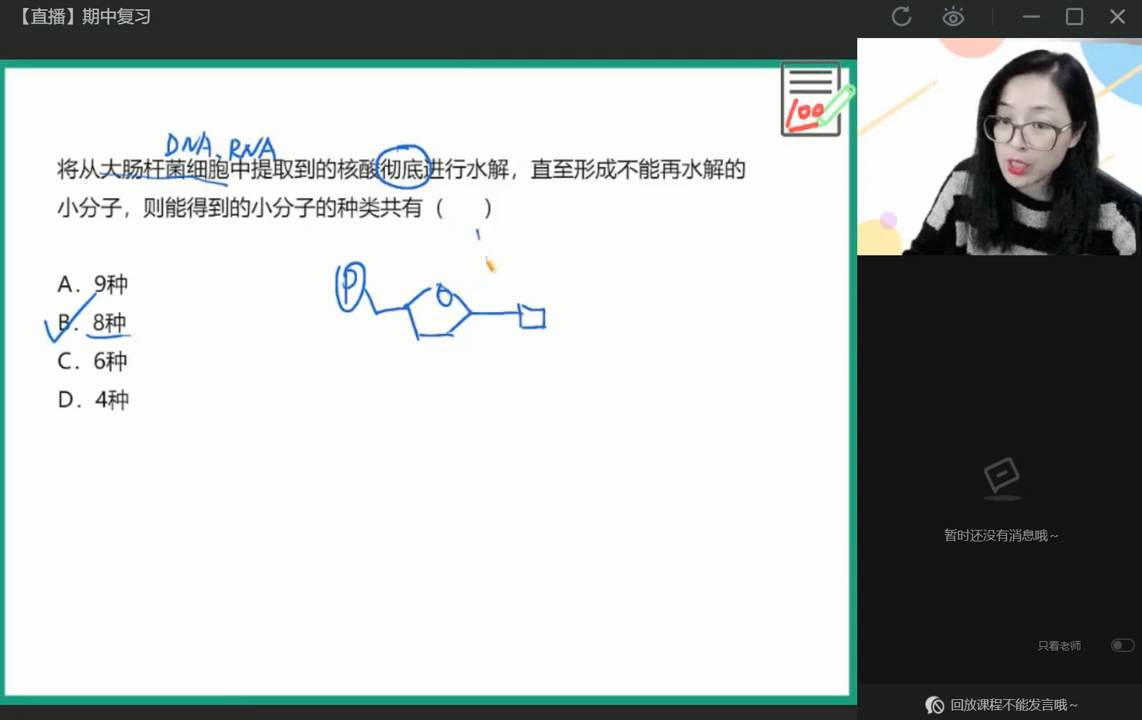 【直播】期中复习
100
DNA、RNA
将从大肠杆菌细胞中提取到的核酸彻底进行水解，直至形成不能再水解的
小分子，则能得到的小分子的种类共有（　　）
A．9种
B．8种
C．6种
D．4种
P
O
暂时还没有消息哦～
只看老师
回放课程不能发言哦～